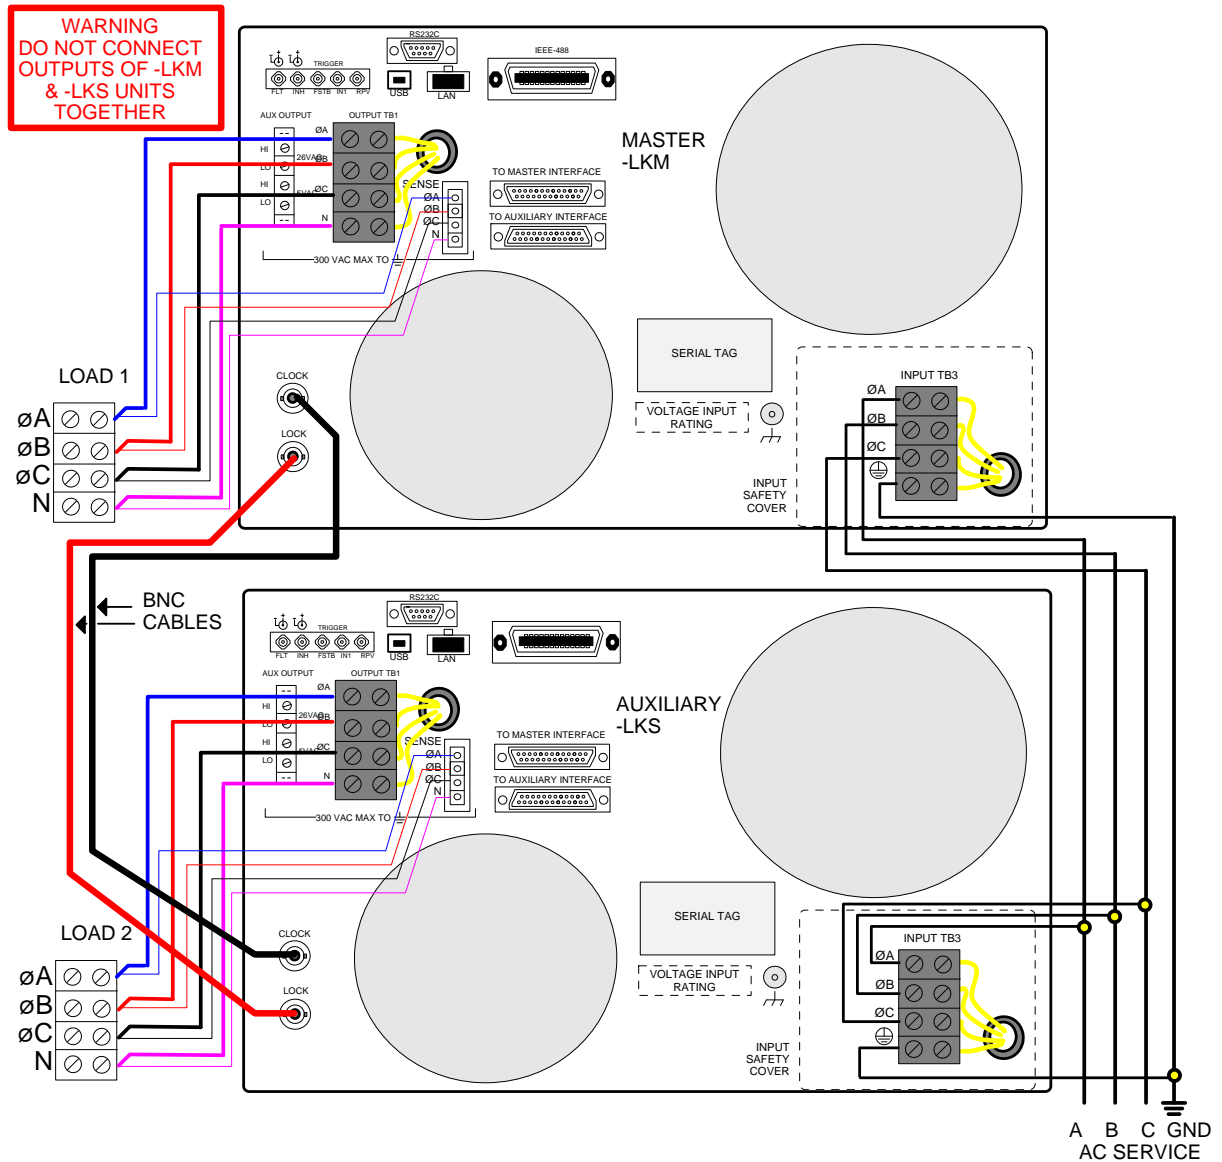 WARNING
DO NOT CONNECT
OUTPUTS OF -LKM
& -LKS UNITS
TOGETHER
RS232C
IEEE-488
TRIGGER
FLT INH FSTB IN1 RPV
USB
LAN
AUX OUTPUT
OUTPUT TB1
HI
LO
HI
LO
26VAC
5VAC
ØA
ØB
ØC
N
SENSE
ØA
ØB
ØC
N
300 VAC MAX TO
MASTER
-LKM
TO MASTER INTERFACE
TO AUXILIARY INTERFACE
SERIAL TAG
VOLTAGE INPUT
RATING
INPUT TB3
ØA
ØB
ØC
INPUT
SAFETY
COVER
CLOCK
LOCK
LOAD 1
øA
øB
øC
N
BNC
CABLES
RS232C
TRIGGER
FLT INH FSTB IN1 RPV
USB
LAN
AUX OUTPUT
OUTPUT TB1
HI
LO
HI
LO
26VAC
5VAC
ØA
ØB
ØC
N
SENSE
ØA
ØB
ØC
N
300 VAC MAX TO
AUXILIARY
-LKS
TO MASTER INTERFACE
TO AUXILIARY INTERFACE
SERIAL TAG
VOLTAGE INPUT
RATING
INPUT TB3
ØA
ØB
ØC
INPUT
SAFETY
COVER
CLOCK
LOCK
LOAD 2
øA
øB
øC
N
A B C GND
AC SERVICE